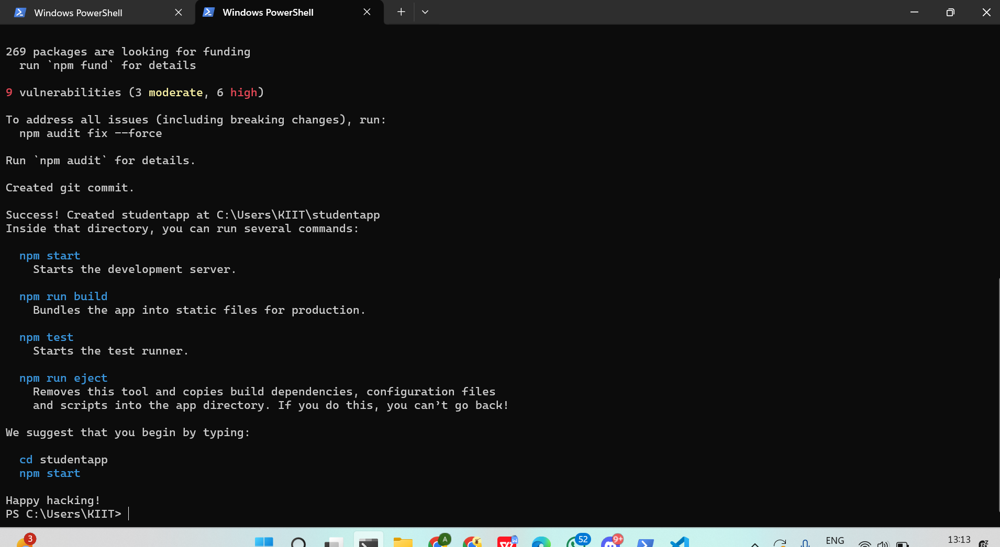 Windows PowerShell
Windows PowerShell
269 packages are looking for funding
  run `npm fund` for details
9 vulnerabilities (3 moderate, 6 high)
To address all issues (including breaking changes), run:
  npm audit fix --force
Run `npm audit` for details.
Created git commit.
Success! Created studentapp at C:\Users\KIIT\studentapp
Inside that directory, you can run several commands:
  npm start
    Starts the development server.
  npm run build
    Bundles the app into static files for production.
  npm test
    Starts the test runner.
  npm run eject
    Removes this tool and copies build dependencies, configuration files
    and scripts into the app directory. If you do this, you can’t go back!
We suggest that you begin by typing:
  cd studentapp
  npm start
Happy hacking!
PS C:\Users\KIIT>
3
A
W
52
9+
ENG
13:13